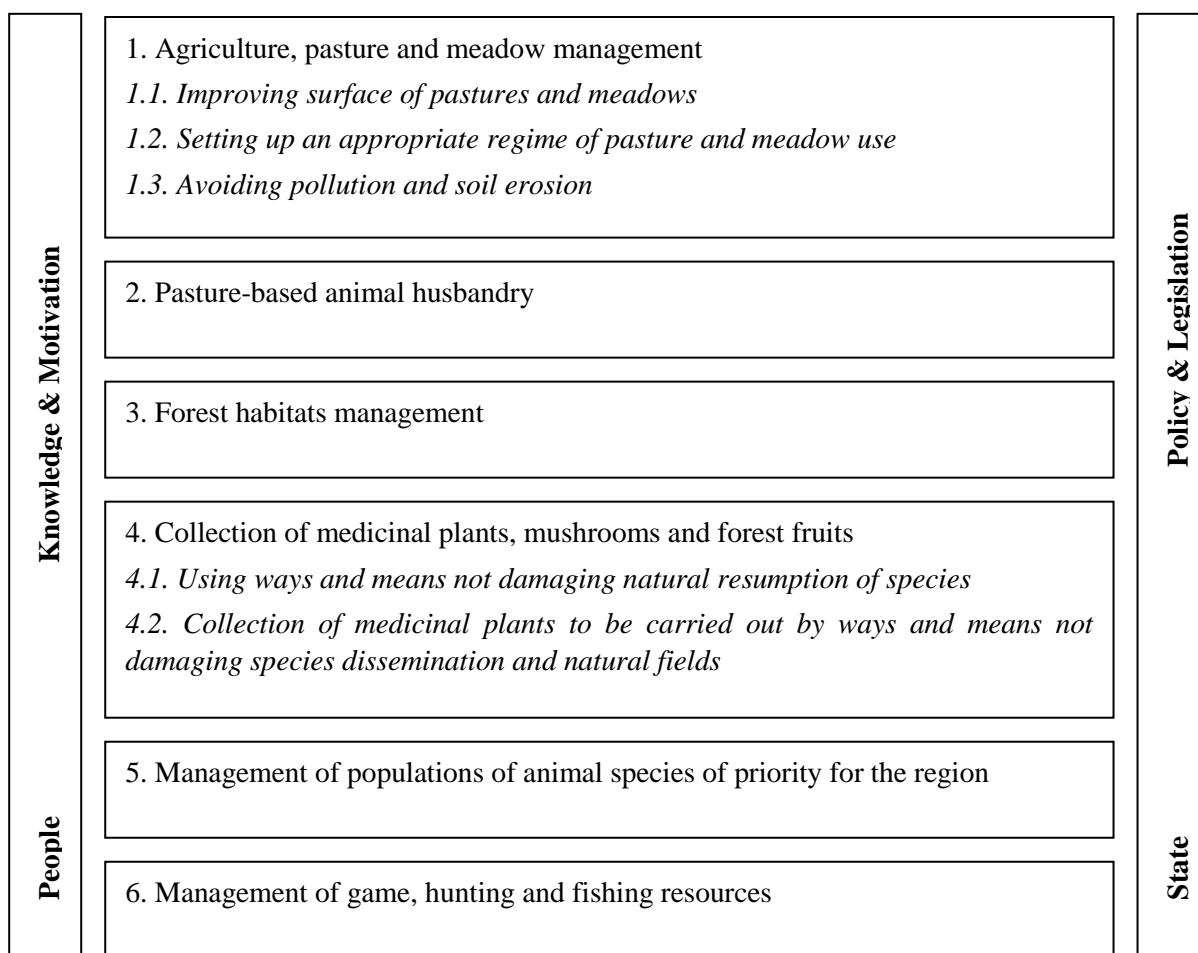 1. Agriculture, pasture and meadow management
1.1. Improving surface of pastures and meadows
1.2. Setting up an appropriate regime of pasture and meadow use
1.3. Avoiding pollution and soil erosion
2. Pasture-based animal husbandry
3. Forest habitats management
4. Collection of medicinal plants, mushrooms and forest fruits
4.1. Using ways and means not damaging natural resumption of species
4.2. Collection of medicinal plants to be carried out by ways and means not
damaging species dissemination and natural fields
5. Management of populations of animal species of priority for the region
6. Management of game, hunting and fishing resources
Knowledge & Motivation
People
Policy & Legislation
State